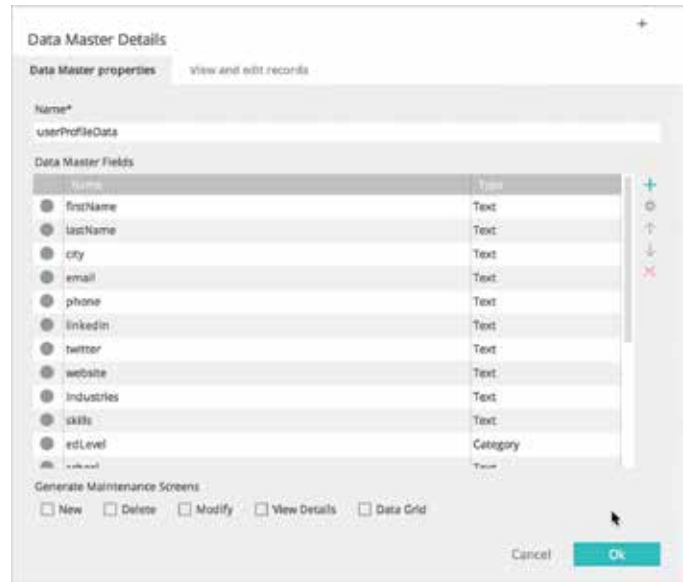 Data Master Details
Data Master properties View and edit records
Name*
userProfileData
Data Master Fields
Name Type
firstName Text
lastName Text
city Text
email Text
phone Text
linkedin Text
twitter Text
website Text
industries Text
skills Text
edLevel Category
school Text
Generate Maintenance Screens
New Delete Modify View Details Data Grid
Cancel Ok